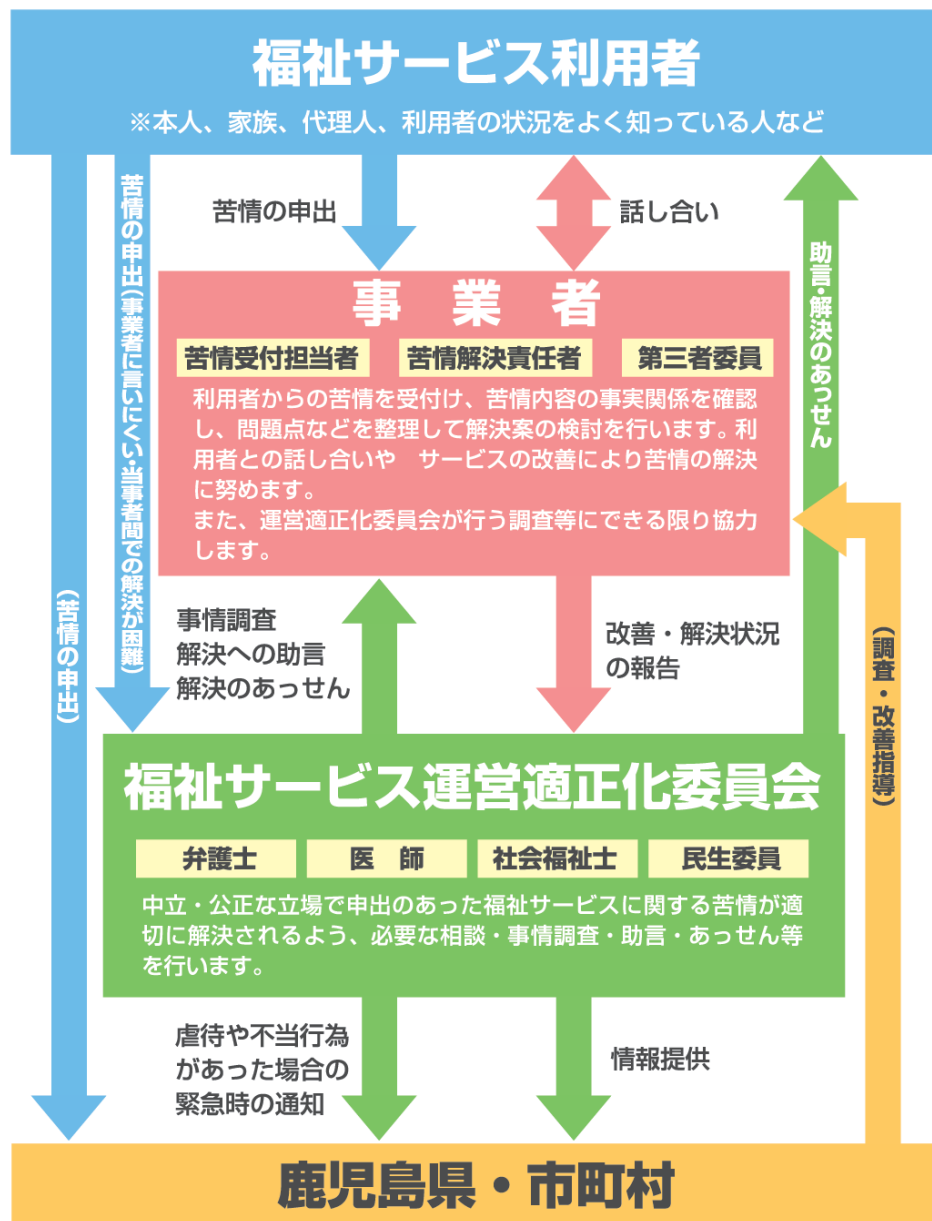 福祉サービス利用者
※本人、家族、代理人、利用者の状況をよく知っている人など
苦情の申出
話し合い
苦情の申出(事業者に言いにくい・当事者間での解決が困難)
(苦情の申出)
助言・解決のあっせん
事　業　者
苦情受付担当者
苦情解決責任者
第三者委員
利用者からの苦情を受付け、苦情内容の事実関係を確認
し、問題点などを整理して解決案の検討を行います。利
用者との話し合いや　サービスの改善により苦情の解決
に努めます。
また、運営適正化委員会が行う調査等にできる限り協力
します。
事情調査
解決への助言
解決のあっせん
改善・解決状況
の報告
(調査・改善指導)
福祉サービス運営適正化委員会
弁護士
医　師
社会福祉士
民生委員
中立・公正な立場で申出のあった福祉サービスに関する苦情が適
切に解決されるよう、必要な相談・事情調査・助言・あっせん等
を行います。
虐待や不当行為
があった場合の
緊急時の通知
情報提供
鹿児島県・市町村